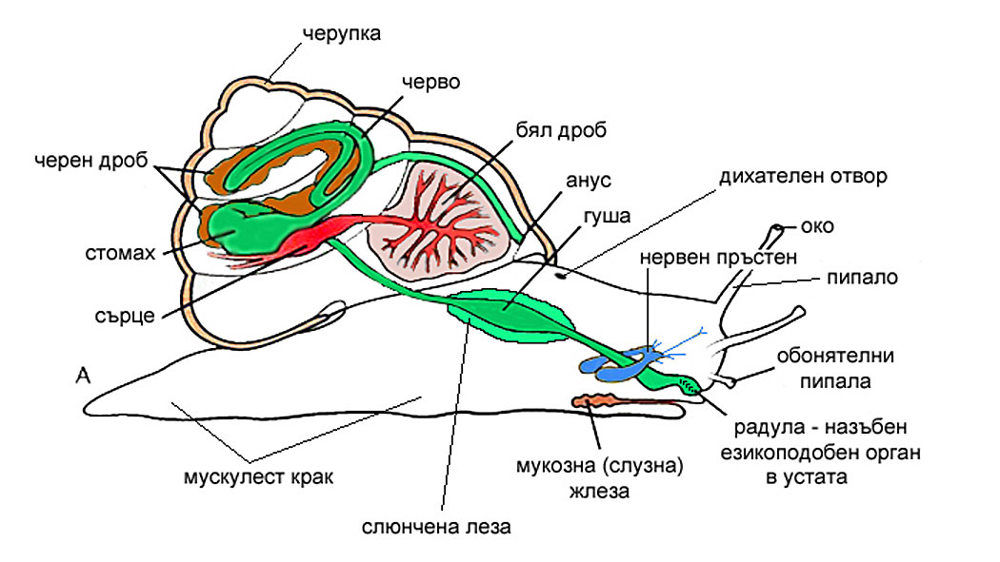 черупка
черво
бял дроб
черен дроб
анус
дихателен отвор
гуша
око
стомах
нервен пръстен
пипало
сърце
обонятелни
пипала
А
радула - назъбен
езикоподобен орган
в устата
мускулест крак
мукозна (слузна)
жлеза
слюнчена леза